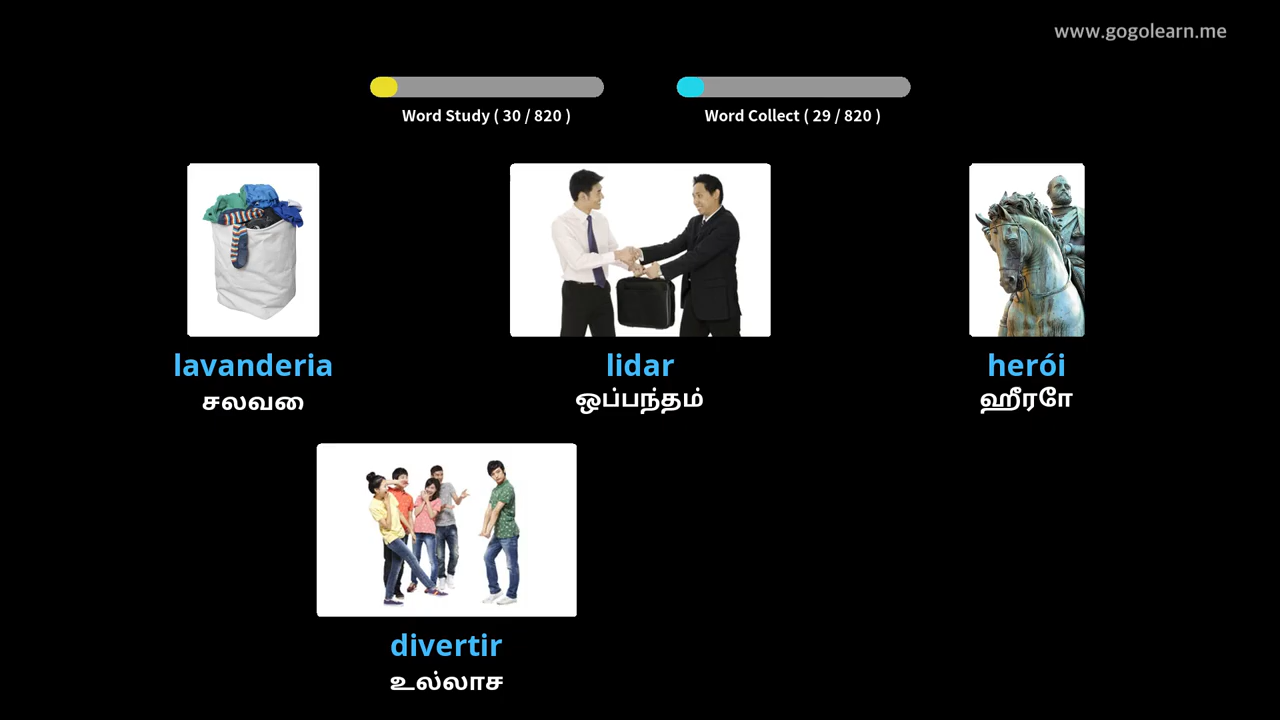 www.gogolearn.me
Word Study ( 30 / 820 )
Word Collect ( 29 / 820 )
lavanderia
சலவை
lidar
ஒப்பந்தம்
herói
ஹீரோ
divertir
உல்லாச